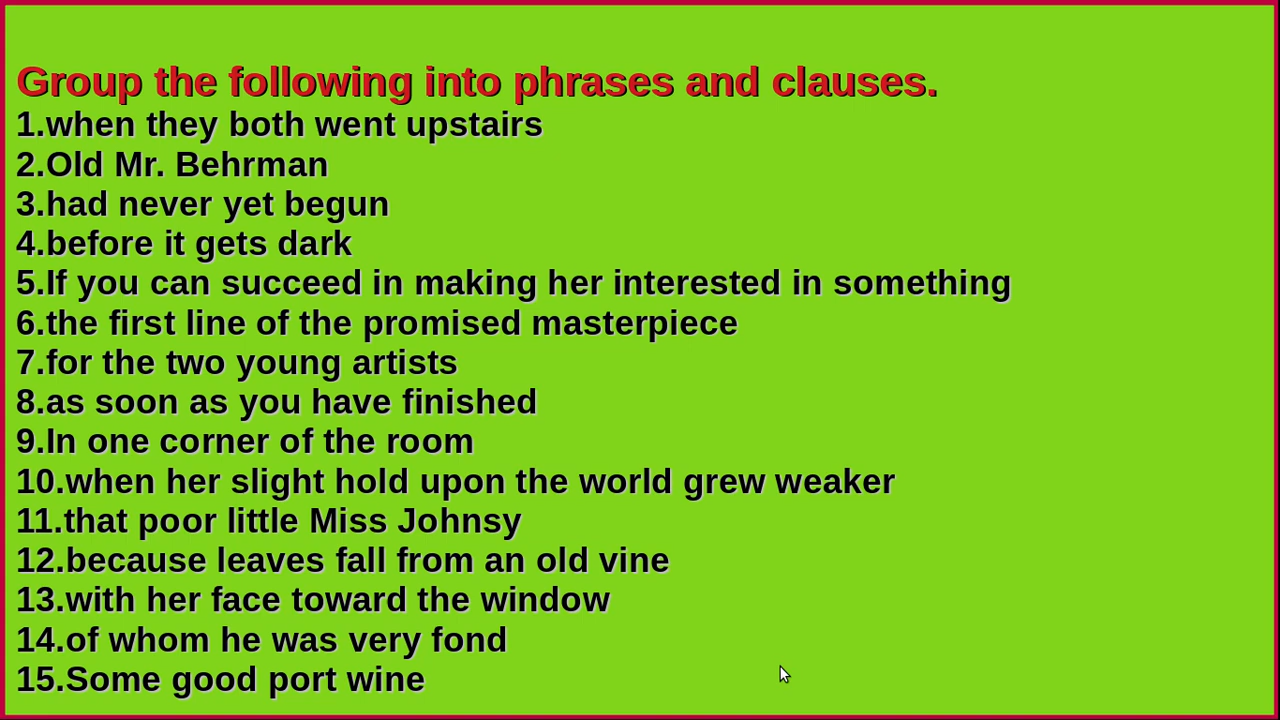 Group the following into phrases and clauses.
1.when they both went upstairs
2.Old Mr. Behrman
3.had never yet begun
4.before it gets dark
5.If you can succeed in making her interested in something
6.the first line of the promised masterpiece
7.for the two young artists
8.as soon as you have finished
9.In one corner of the room
10.when her slight hold upon the world grew weaker
11.that poor little Miss Johnsy
12.because leaves fall from an old vine
13.with her face toward the window
14.of whom he was very fond
15.Some good port wine